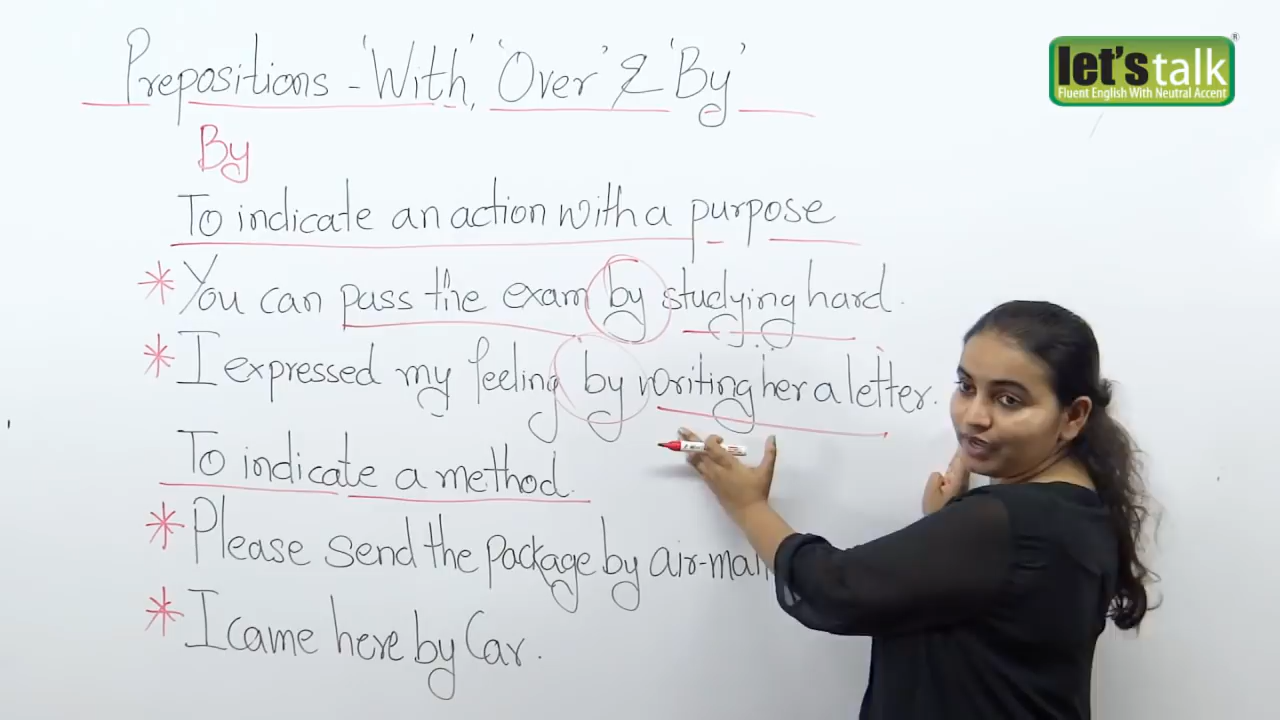 Prepositions - 'With', 'Over' & 'By'
let's talk ®
Fluent English With Neutral Accent
By
To indicate an action with a purpose
* You can pass the exam by studying hard.
* I expressed my feeling by writing her a letter.
To indicate a method.
* Please send the package by air-mail
* I came here by Car.